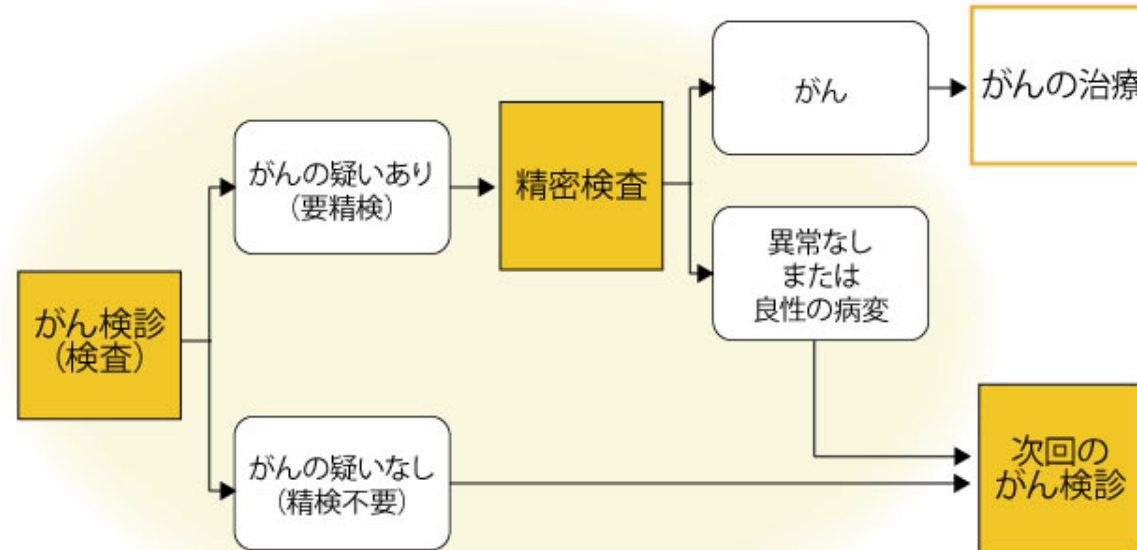 がん検診
(検査)
がんの疑いあり
(要精検)
がんの疑いなし
(精検不要)
精密検査
がん
異常なし
または
良性の病変
がんの治療
次回の
がん検診